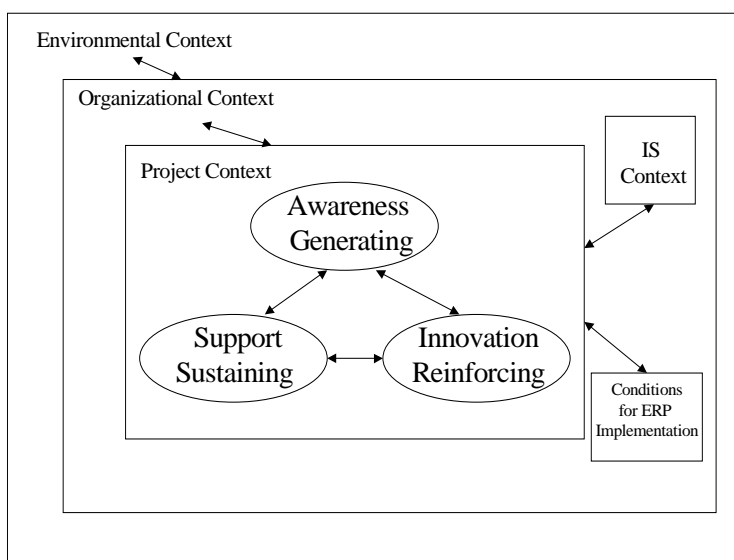 Environmental Context
Organizational Context
Project Context
Awareness
Generating
Support
Sustaining
Innovation
Reinforcing
IS
Context
Conditions
for ERP
Implementation